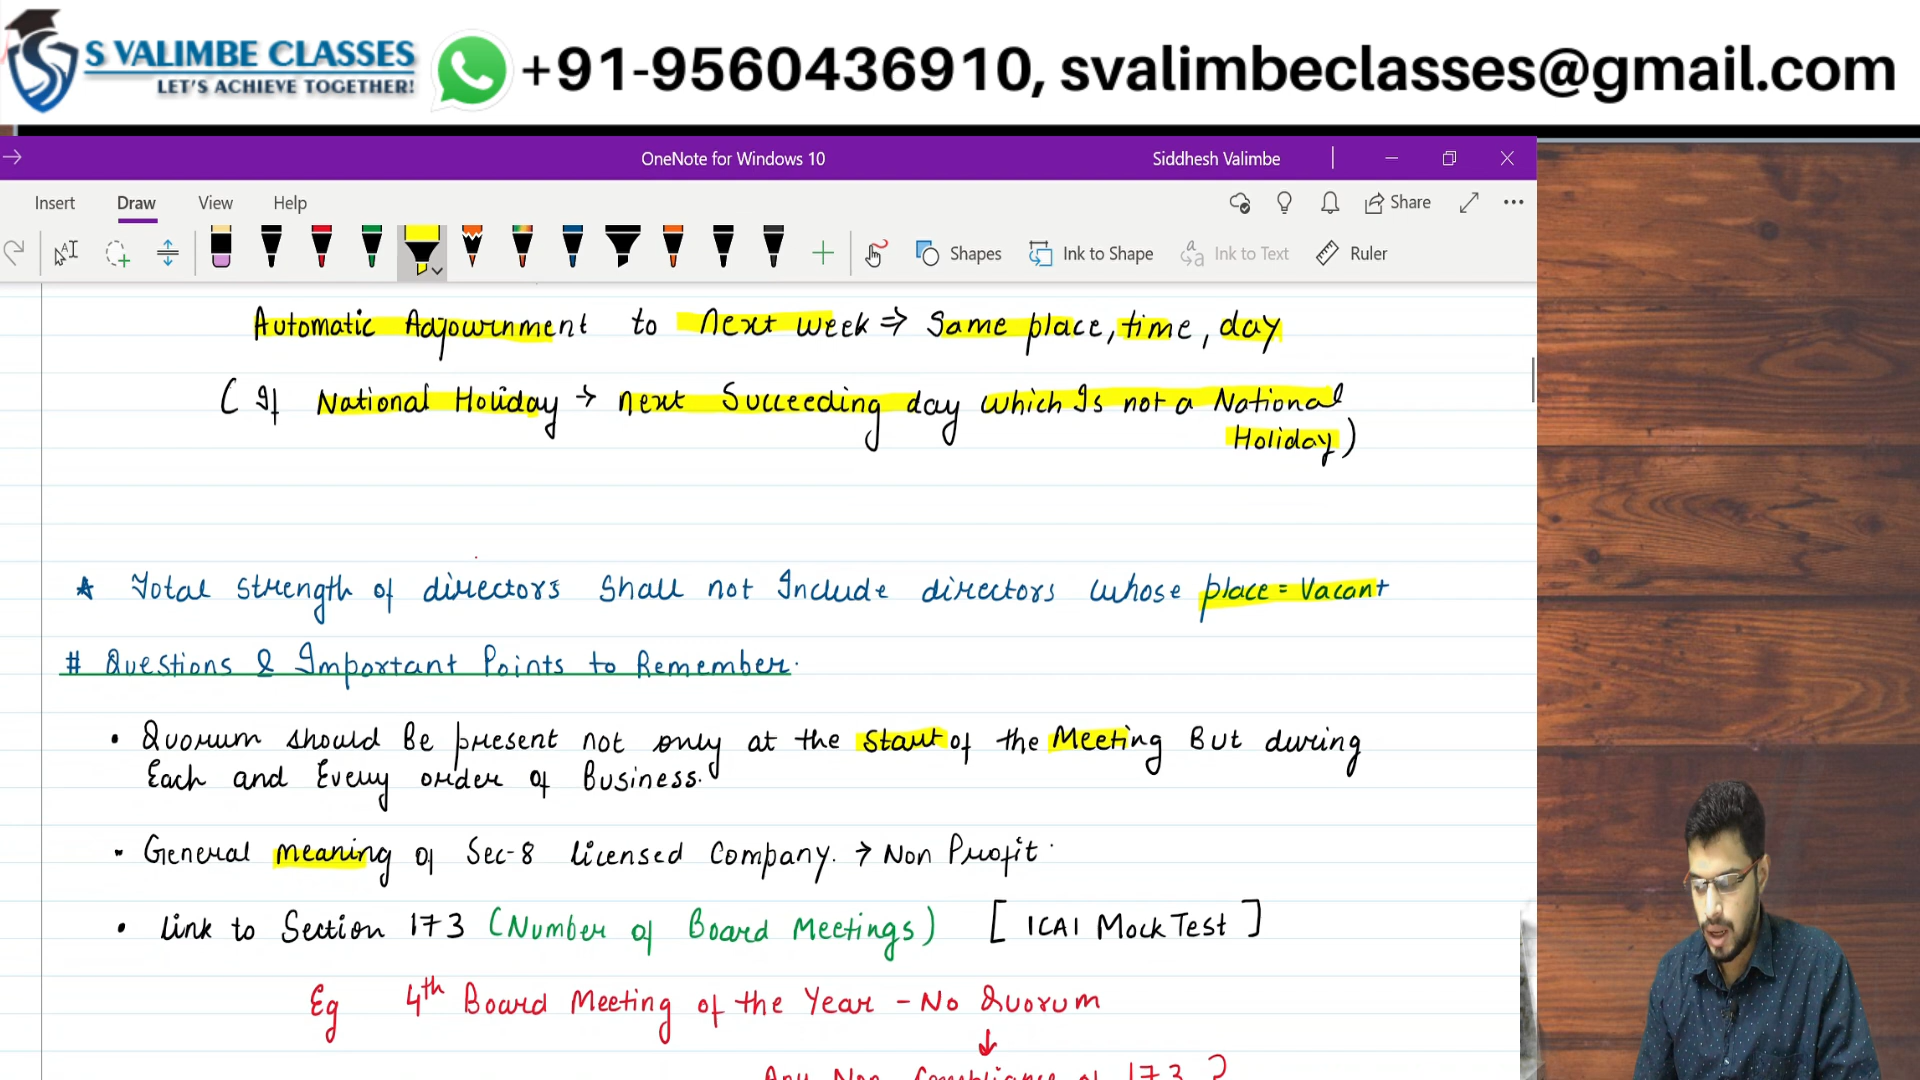 S VALIMBE CLASSES
LET'S ACHIEVE TOGETHER!
+91-9560436910, svalimbeclasses@gmail.com
OneNote for Windows 10
Siddhesh Valimbe
Insert Draw View Help
Share
Shapes Ink to Shape Ink to Text Ruler
Automatic Adjournment to next week ⇒ Same place, time, day
( If National Holiday → next Succeeding day which Is not a National
Holiday )
★ Total strength of directors Shall not Include directors whose place = Vacant
# Questions & Important Points to Remember.
• Quorum should Be present not only at the start of the Meeting But during
Each and Every order of Business.
• General meaning of Sec-8 licensed Company. → Non Profit.
• Link to Section 173 (Number of Board Meetings) [ ICAI Mock Test ]
Eg 4th Board Meeting of the Year - No Quorum
↓
Any Non Compliance of 173 ?